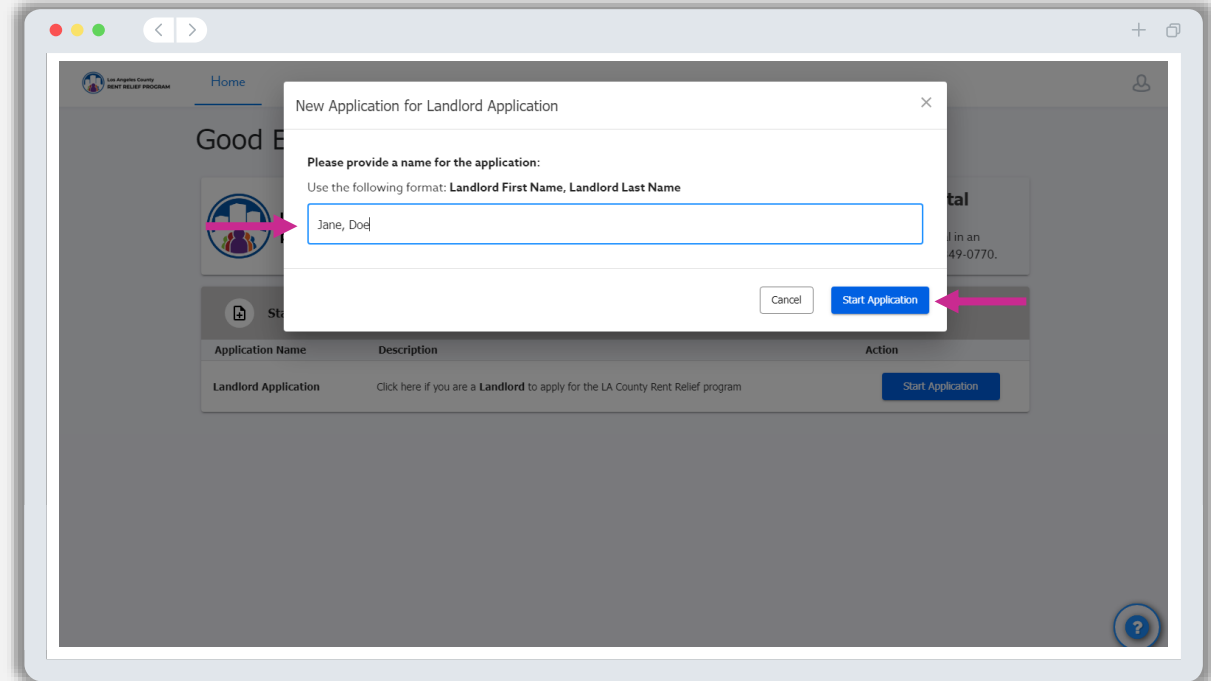 Los Angeles County
RENT RELIEF PROGRAM
Home
New Application for Landlord Application
Good E
Please provide a name for the application:
Use the following format: Landlord First Name, Landlord Last Name
Jane, Doe
tal
l in an
49-0770.
Cancel
Start Application
Sta
Application Name
Description
Action
Landlord Application
Click here if you are a Landlord to apply for the LA County Rent Relief program
Start Application
?